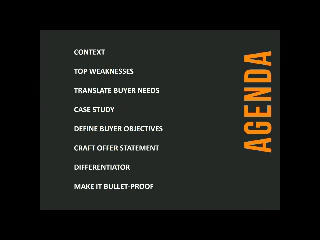 CONTEXT
TOP WEAKNESSES
TRANSLATE BUYER NEEDS
CASE STUDY
DEFINE BUYER OBJECTIVES
CRAFT OFFER STATEMENT
DIFFERENTIATOR
MAKE IT BULLET-PROOF
AGENDA